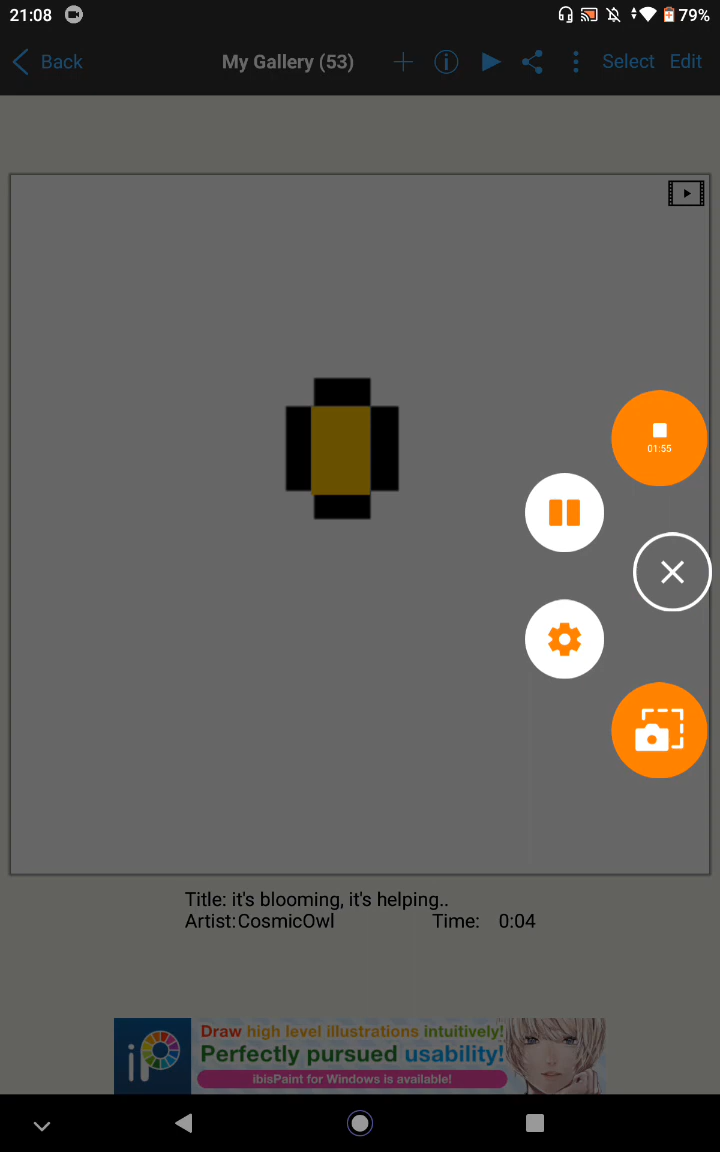 21:08 79%
Back My Gallery (53) Select Edit
01:55
Title: it's blooming, it's helping..
Artist:CosmicOwl Time: 0:04
iP Draw high level illustrations intuitively!
Perfectly pursued usability!
ibisPaint for Windows is available!